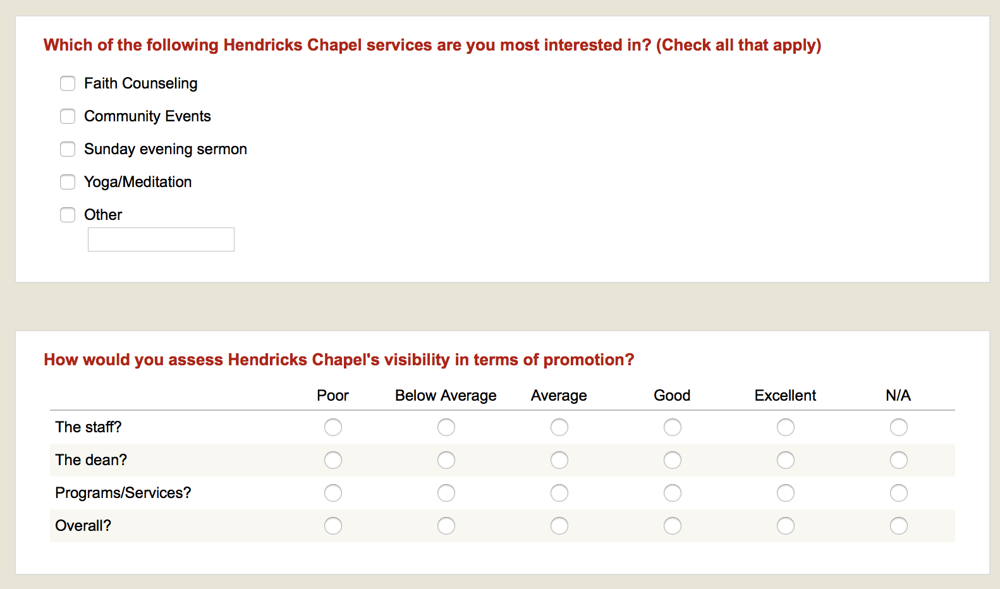 Which of the following Hendricks Chapel services are you most interested in? (Check all that apply)
Faith Counseling
Community Events
Sunday evening sermon
Yoga/Meditation
Other
How would you assess Hendricks Chapel's visibility in terms of promotion?
Poor Below Average Average Good Excellent N/A
The staff?
The dean?
Programs/Services?
Overall?